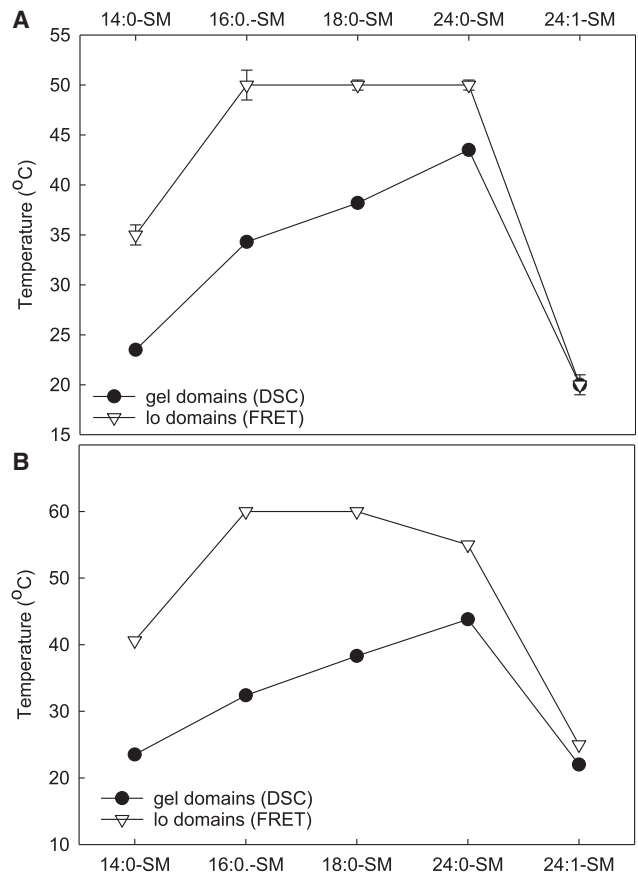 A
14:0-SM 16:0.-SM 18:0-SM 24:0-SM 24:1-SM
55
50
45
40
35
30
25
20
15
Temperature (°C)
gel domains (DSC)
lo domains (FRET)
B
60
50
40
30
20
10
Temperature (°C)
gel domains (DSC)
lo domains (FRET)
14:0-SM 16:0.-SM 18:0-SM 24:0-SM 24:1-SM